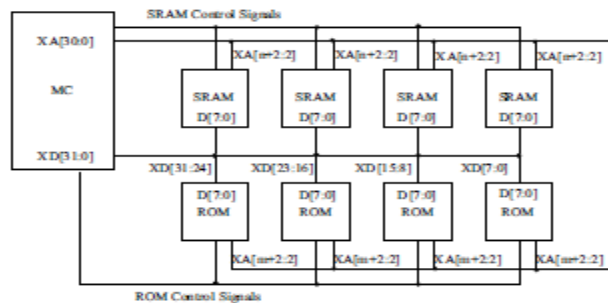 SRAM Control Signals
XA[30:0]
XA[n+2:2] XA[n+2:2] XA[n+2:2] XA[n+2:2]
MC
SRAM SRAM SRAM SRAM
D[7:0] D[7:0] D[7:0] D[7:0]
XD[31:0]
XD[31:24] XD[23:16] XD[15:8] XD[7:0]
D[7:0] D[7:0] D[7:0] D[7:0]
ROM ROM ROM ROM
XA[m+2:2] XA[m+2:2] XA[m+2:2] XA[m+2:2]
ROM Control Signals